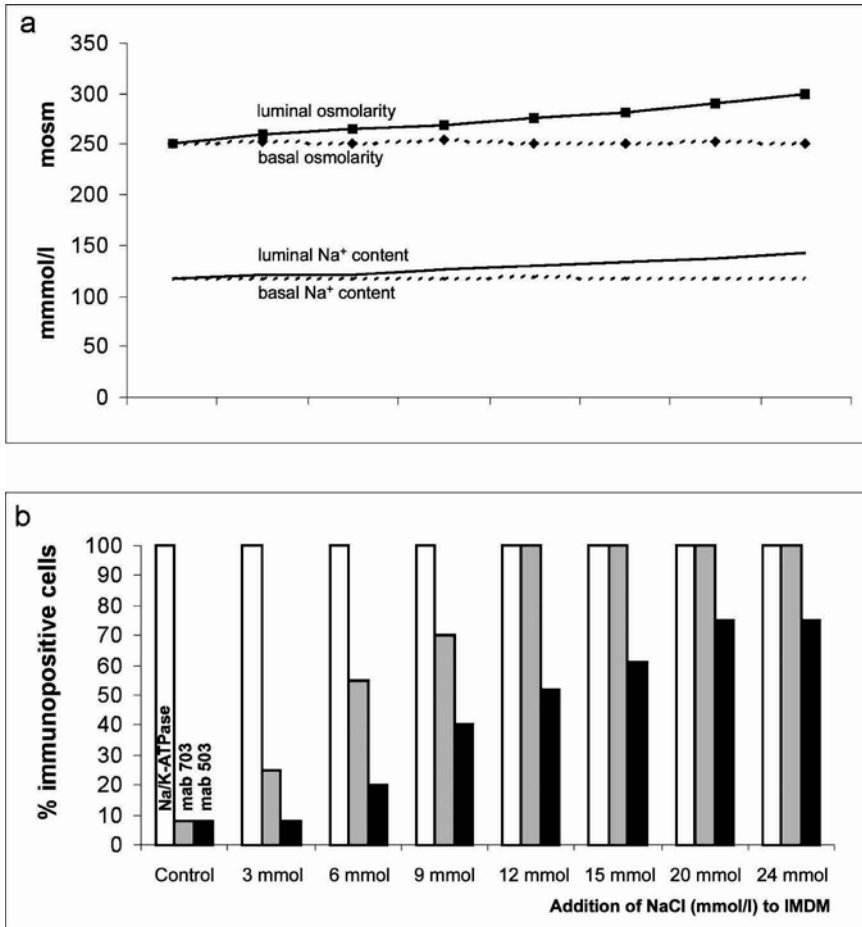 a
350
300
250
200
150
100
50
0
mosm
mmmol/l
luminal osmolarity
basal osmolarity
luminal Na⁺ content
basal Na⁺ content
b
100
90
80
70
60
50
40
30
20
10
0
% immunopositive cells
Na/K-ATPase
mab 703
mab 503
Control 3 mmol 6 mmol 9 mmol 12 mmol 15 mmol 20 mmol 24 mmol
Addition of NaCl (mmol/l) to IMDM